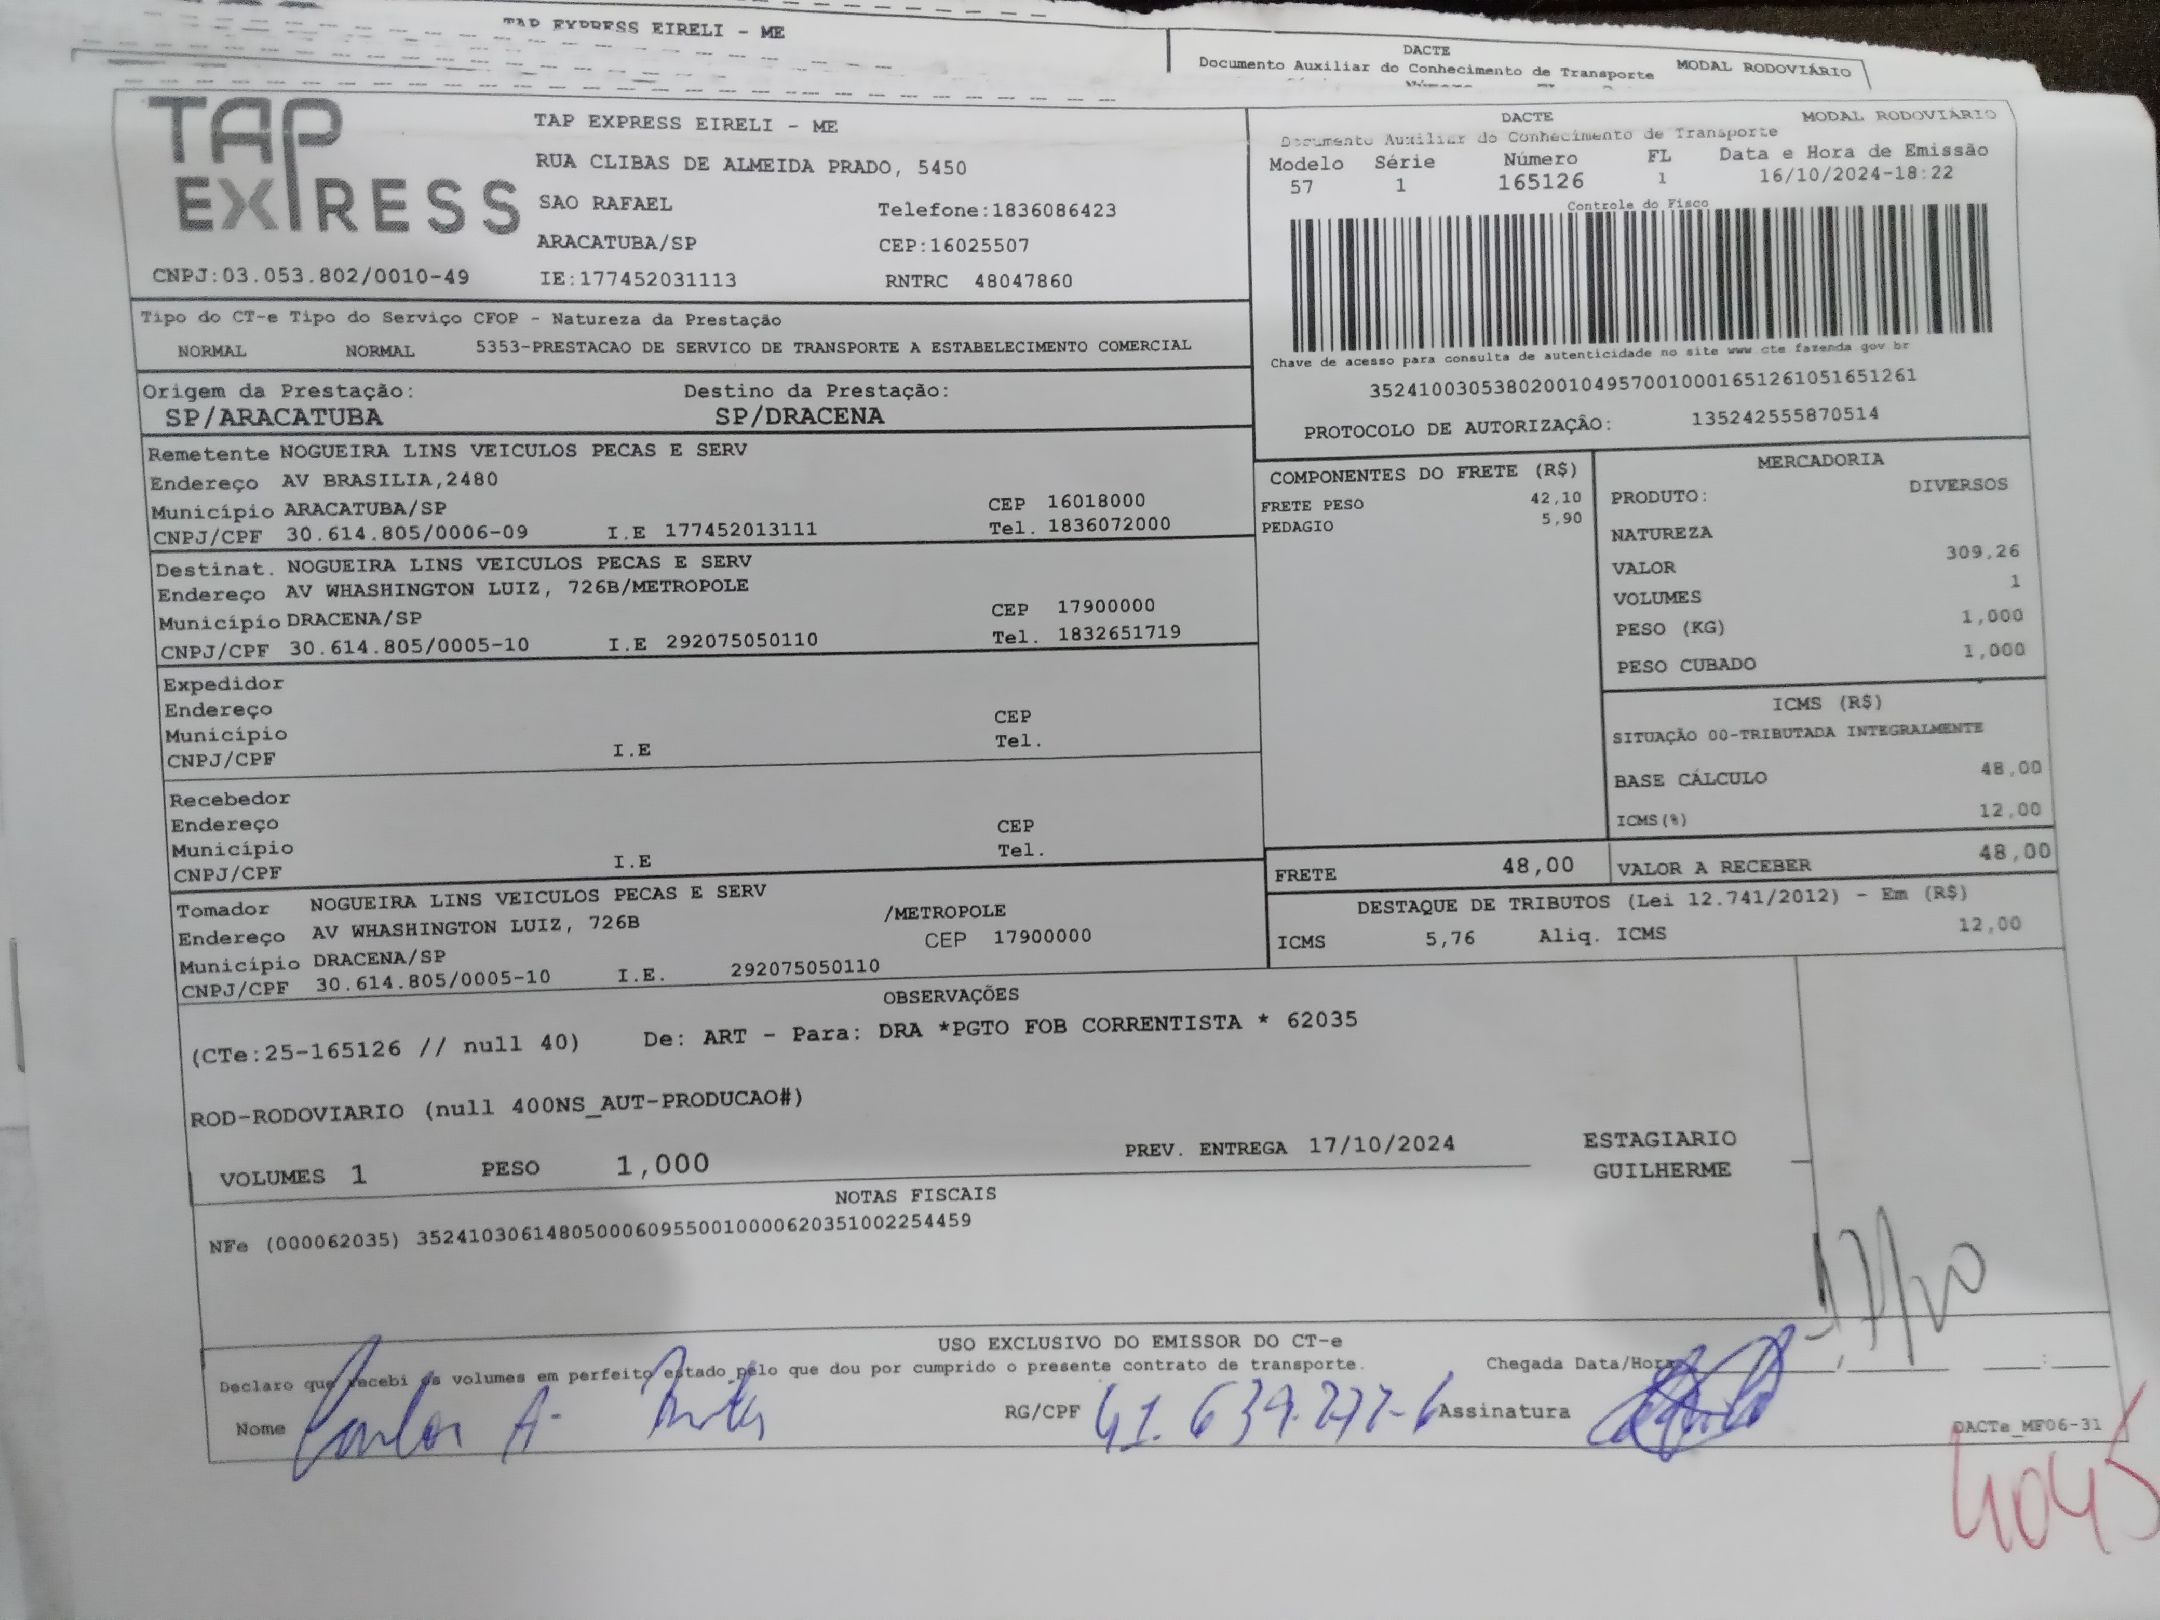 TAP EXPRESS EIRELI - ME
DACTE
Documento Auxiliar do Conhecimento de Transporte
MODAL RODOVIÁRIO
TAP EXPRESS
TAP EXPRESS EIRELI - ME
RUA CLIBAS DE ALMEIDA PRADO, 5450
SAO RAFAEL
Telefone:1836086423
ARACATUBA/SP
CEP:16025507
CNPJ:03.053.802/0010-49
IE:177452031113
RNTRC 48047860
DACTE
MODAL RODOVIÁRIO
Documento Auxiliar do Conhecimento de Transporte
Modelo Série Número FL Data e Hora de Emissão
57 1 165126 1 16/10/2024-18:22
Controle do Fisco
Chave de acesso para consulta de autenticidade no site www cte fazenda gov br
35241003053802001049570010001651261051651261
PROTOCOLO DE AUTORIZAÇÃO: 135242555870514
Tipo do CT-e Tipo do Serviço CFOP - Natureza da Prestação
NORMAL NORMAL 5353-PRESTACAO DE SERVICO DE TRANSPORTE A ESTABELECIMENTO COMERCIAL
Origem da Prestação: Destino da Prestação:
SP/ARACATUBA SP/DRACENA
Remetente NOGUEIRA LINS VEICULOS PECAS E SERV
Endereço AV BRASILIA,2480
Município ARACATUBA/SP CEP 16018000
CNPJ/CPF 30.614.805/0006-09 I.E 177452013111 Tel. 1836072000
Destinat. NOGUEIRA LINS VEICULOS PECAS E SERV
Endereço AV WHASHINGTON LUIZ, 726B/METROPOLE
Município DRACENA/SP CEP 17900000
CNPJ/CPF 30.614.805/0005-10 I.E 292075050110 Tel. 1832651719
Expedidor
Endereço
Município CEP
CNPJ/CPF I.E Tel.
Recebedor
Endereço
Município CEP
CNPJ/CPF I.E Tel.
Tomador NOGUEIRA LINS VEICULOS PECAS E SERV
Endereço AV WHASHINGTON LUIZ, 726B /METROPOLE
Município DRACENA/SP CEP 17900000
CNPJ/CPF 30.614.805/0005-10 I.E. 292075050110
COMPONENTES DO FRETE (R$)
FRETE PESO 42,10
PEDAGIO 5,90
MERCADORIA
PRODUTO: DIVERSOS
NATUREZA
VALOR 309,26
VOLUMES 1
PESO (KG) 1,000
PESO CUBADO 1,000
ICMS (R$)
SITUAÇÃO 00-TRIBUTADA INTEGRALMENTE
BASE CÁLCULO 48,00
ICMS(%) 12,00
FRETE 48,00 VALOR A RECEBER 48,00
DESTAQUE DE TRIBUTOS (Lei 12.741/2012) - Em (R$)
ICMS 5,76 Aliq. ICMS 12,00
OBSERVAÇÕES
(CTe:25-165126 // null 40) De: ART - Para: DRA *PGTO FOB CORRENTISTA * 62035
ROD-RODOVIARIO (null 400NS_AUT-PRODUCAO#)
VOLUMES 1 PESO 1,000 PREV. ENTREGA 17/10/2024
ESTAGIARIO
GUILHERME
NOTAS FISCAIS
NFe (000062035) 35241030614805000609550010000620351002254459
17/10
USO EXCLUSIVO DO EMISSOR DO CT-e
Declaro que recebi os volumes em perfeito estado pelo que dou por cumprido o presente contrato de transporte. Chegada Data/Hora
Nome Carlos A. RG/CPF 41.639.277-6 Assinatura
DACTe_MF06-31
4045